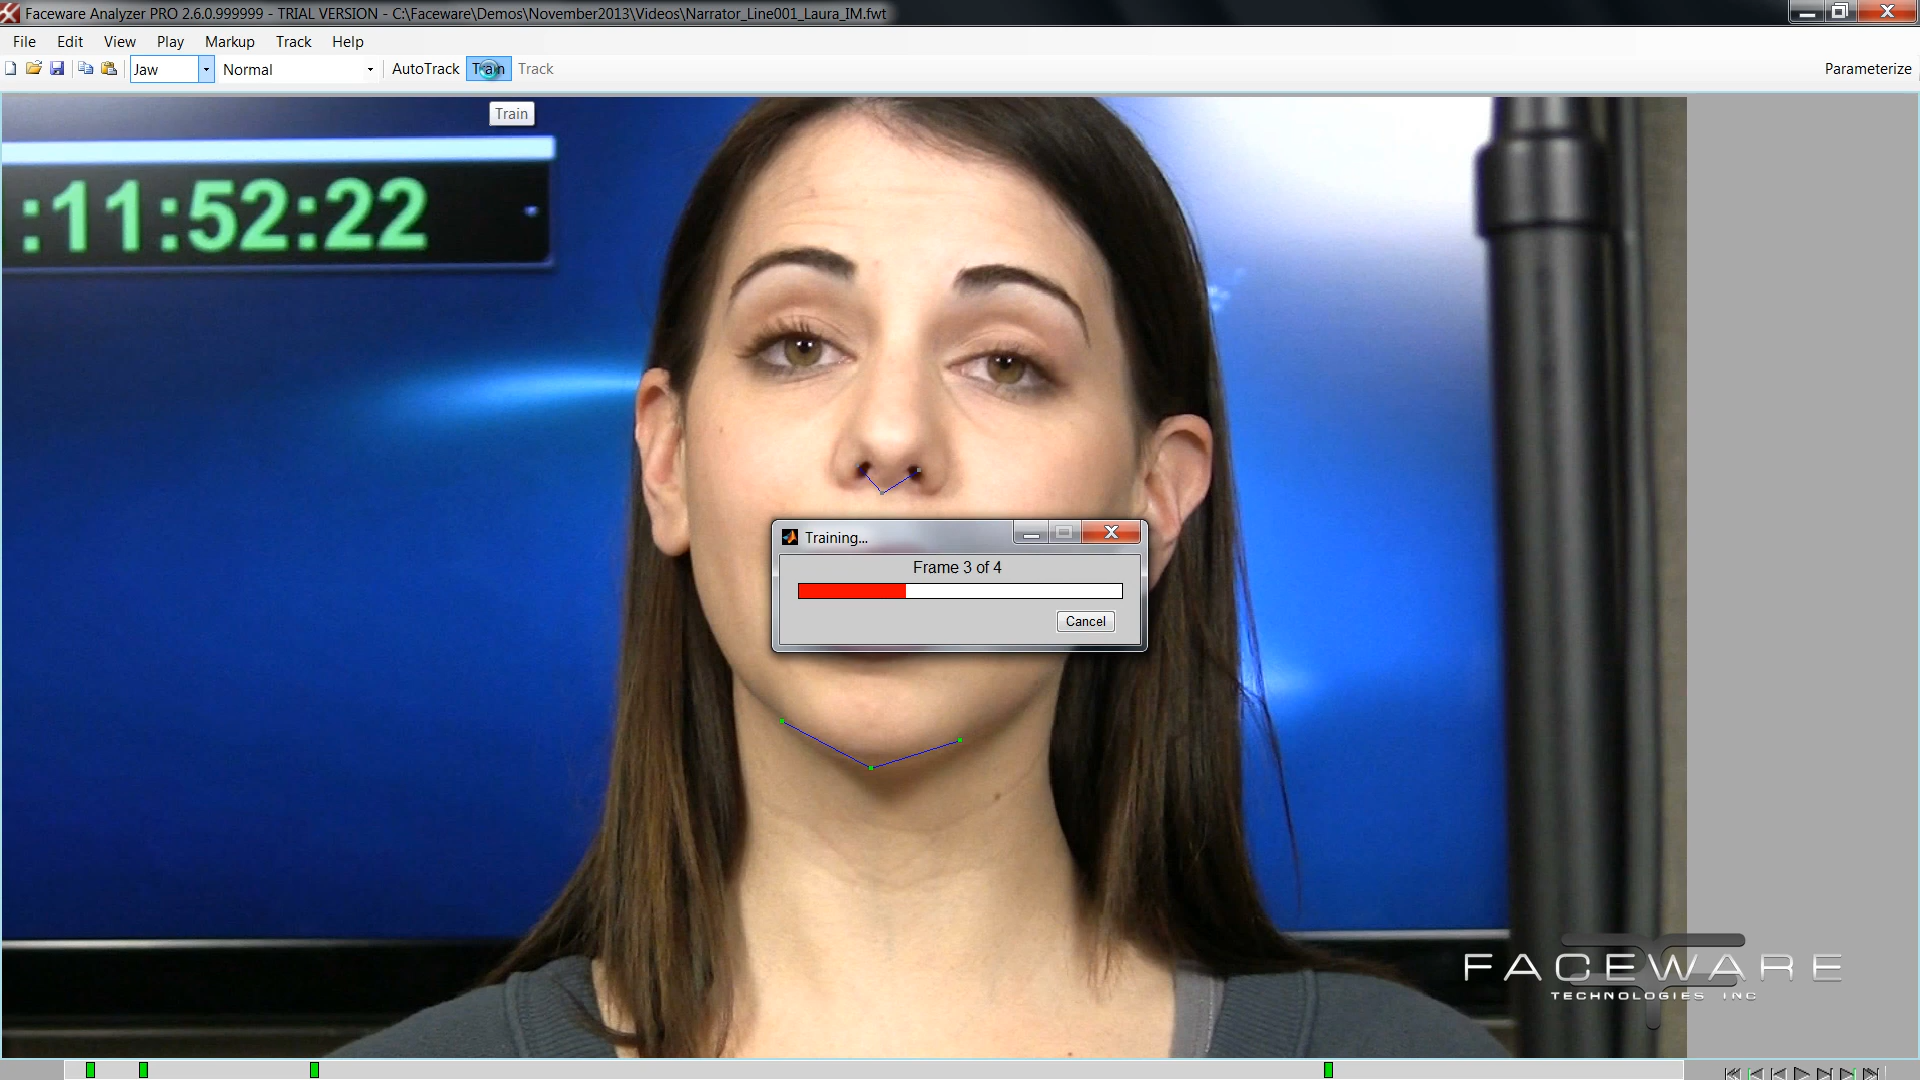 Faceware Analyzer PRO 2.6.0.999999 - TRIAL VERSION - C:\Faceware\Demos\November2013\Videos\Narrator_Line001_Laura_IM.fwt
File Edit View Play Markup Track Help
Jaw Normal AutoTrack Train Track Parameterize
Train
:11:52:22
Training...
Frame 3 of 4
Cancel
FACEWARE
TECHNOLOGIES INC